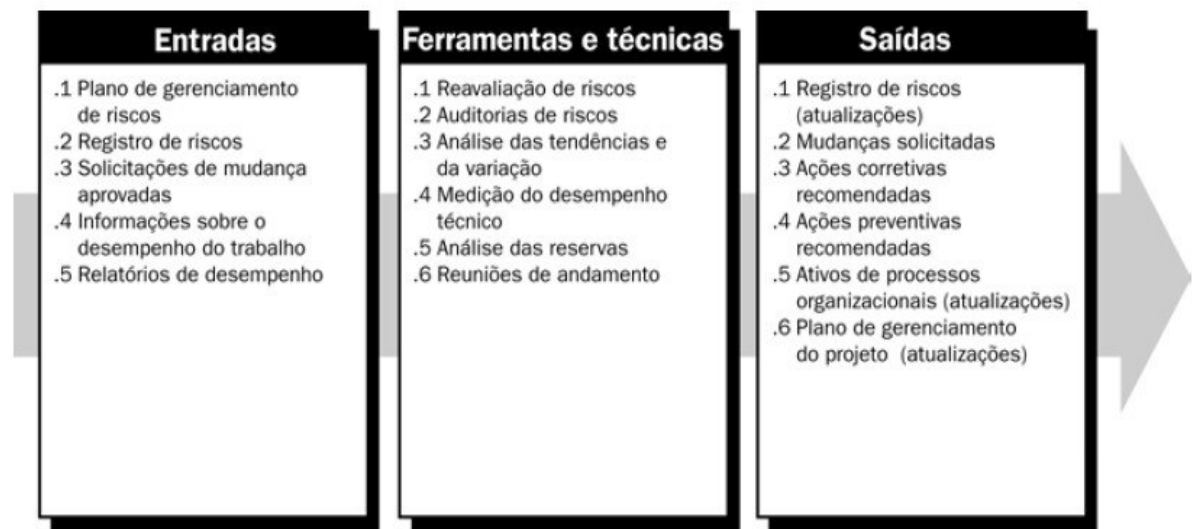 Entradas
.1 Plano de gerenciamento
de riscos
.2 Registro de riscos
.3 Solicitações de mudança
aprovadas
.4 Informações sobre o
desempenho do trabalho
.5 Relatórios de desempenho
Ferramentas e técnicas
.1 Reavaliação de riscos
.2 Auditorias de riscos
.3 Análise das tendências e
da variação
.4 Medição do desempenho
técnico
.5 Análise das reservas
.6 Reuniões de andamento
Saídas
.1 Registro de riscos
(atualizações)
.2 Mudanças solicitadas
.3 Ações corretivas
recomendadas
.4 Ações preventivas
recomendadas
.5 Ativos de processos
organizacionais (atualizações)
.6 Plano de gerenciamento
do projeto (atualizações)